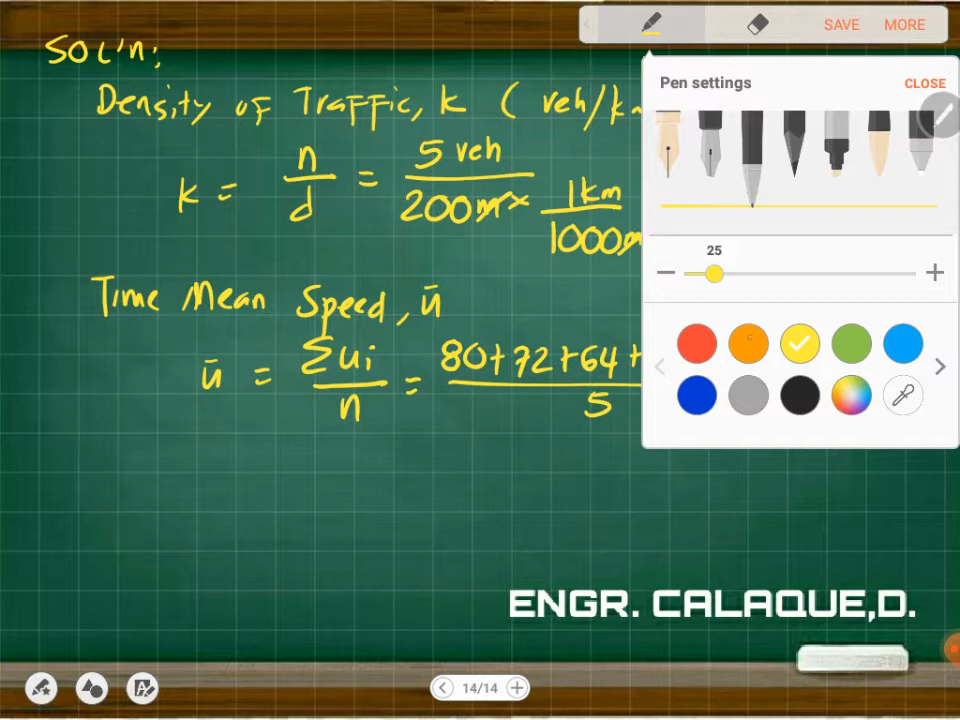 SOL'n:
SAVE MORE
Pen settings CLOSE
Density of Traffic, k ( veh/km
k = n/d = 5 veh / 200m x 1km / 1000m
25
Time Mean Speed, ū
ū = Σui / n = 80+72+64+ / 5
ENGR. CALAQUE,D.
14/14